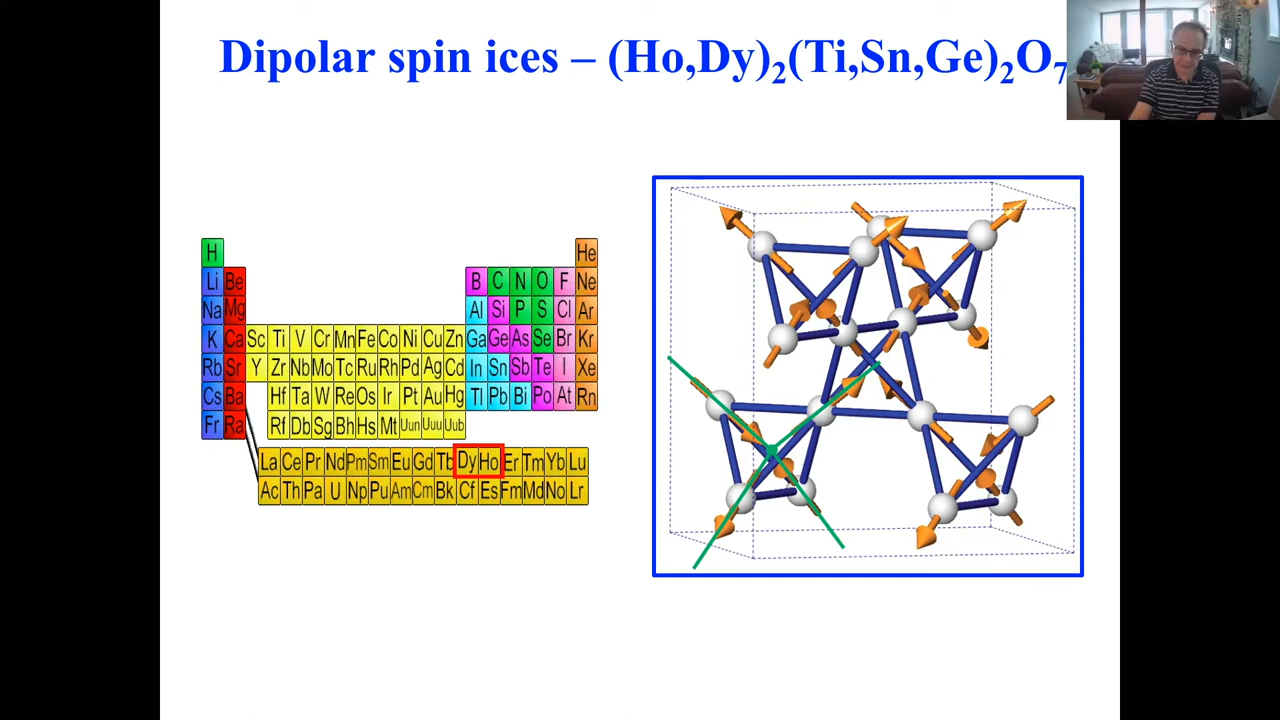 Dipolar spin ices – (Ho,Dy)₂(Ti,Sn,Ge)₂O₇
H He
Li Be B C N O F Ne
Na Mg Al Si P S Cl Ar
K Ca Sc Ti V Cr Mn Fe Co Ni Cu Zn Ga Ge As Se Br Kr
Rb Sr Y Zr Nb Mo Tc Ru Rh Pd Ag Cd In Sn Sb Te I Xe
Cs Ba Hf Ta W Re Os Ir Pt Au Hg Tl Pb Bi Po At Rn
Fr Ra Rf Db Sg Bh Hs Mt Uun Uuu Uub
La Ce Pr Nd Pm Sm Eu Gd Tb Dy Ho Er Tm Yb Lu
Ac Th Pa U Np Pu Am Cm Bk Cf Es Fm Md No Lr